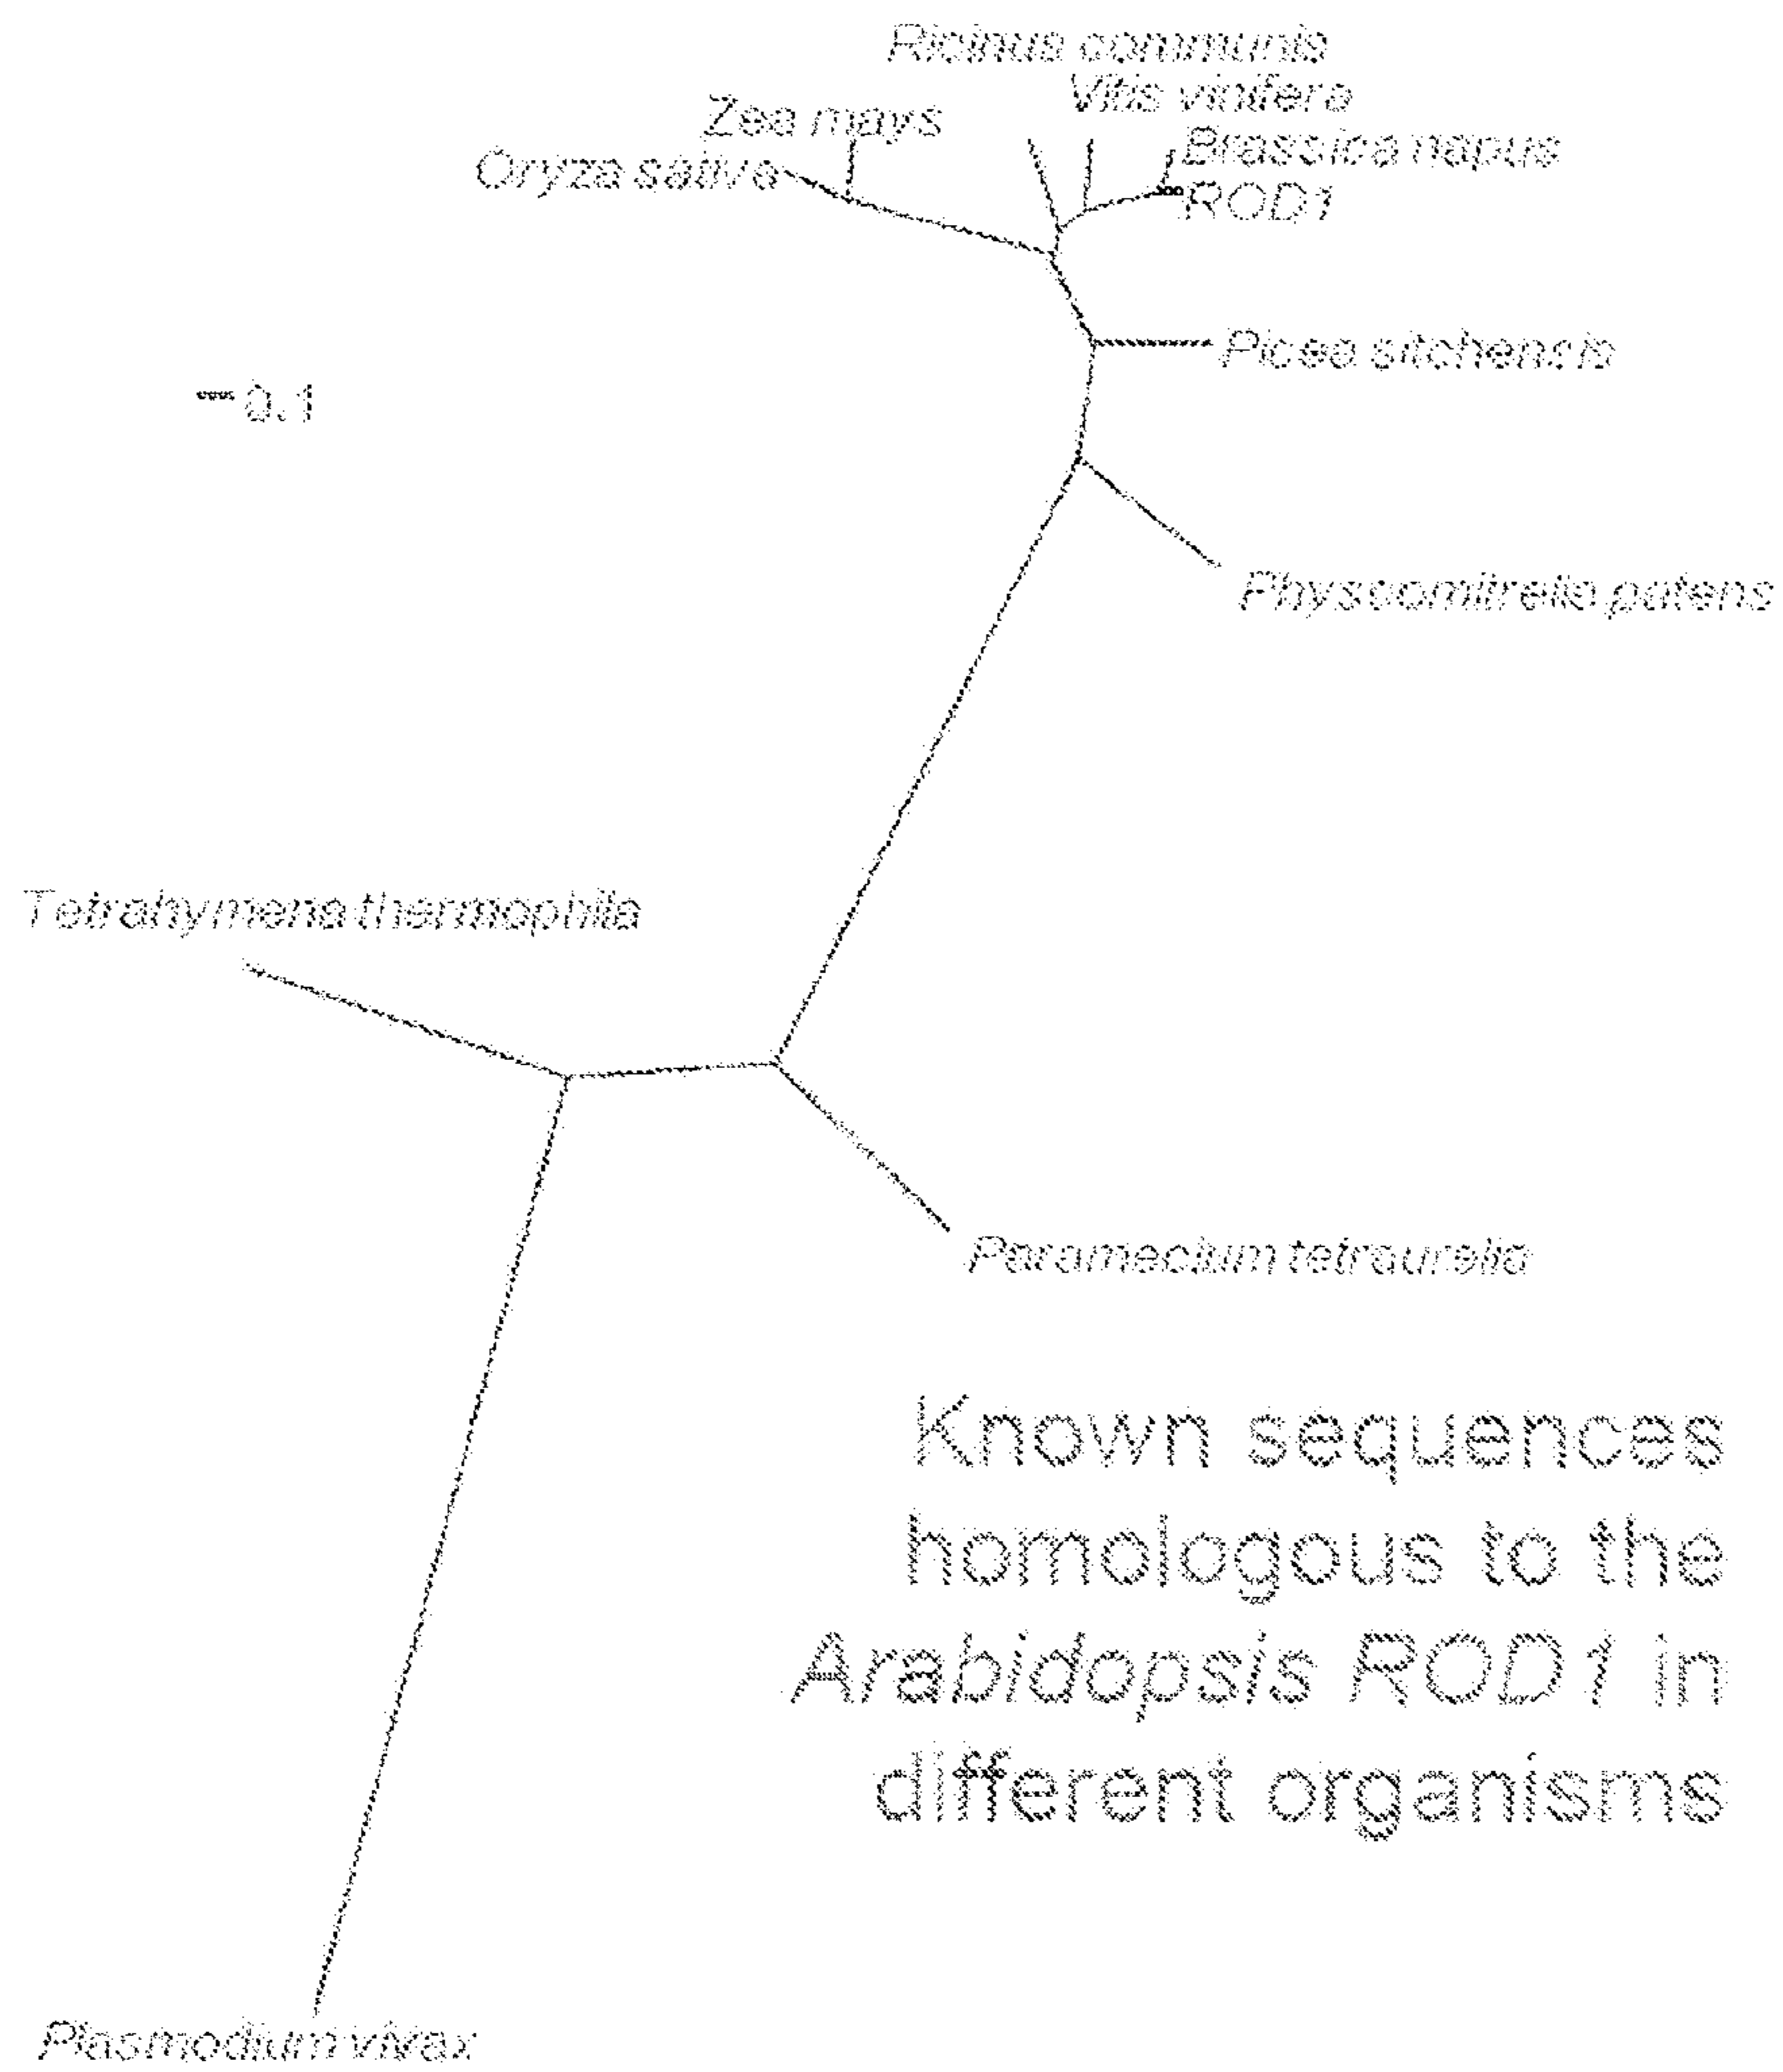 Ricinus communis
Vitis vinifera
Zea mays
Brassica napus
Oryza sativa
ROD1
Picea sitchensis
0.1
Physcomitrella patens
Tetrahymena thermophila
Paramecium tetraurelia
Known sequences
homologous to the
Arabidopsis ROD1 in
different organisms
Plasmodium vivax